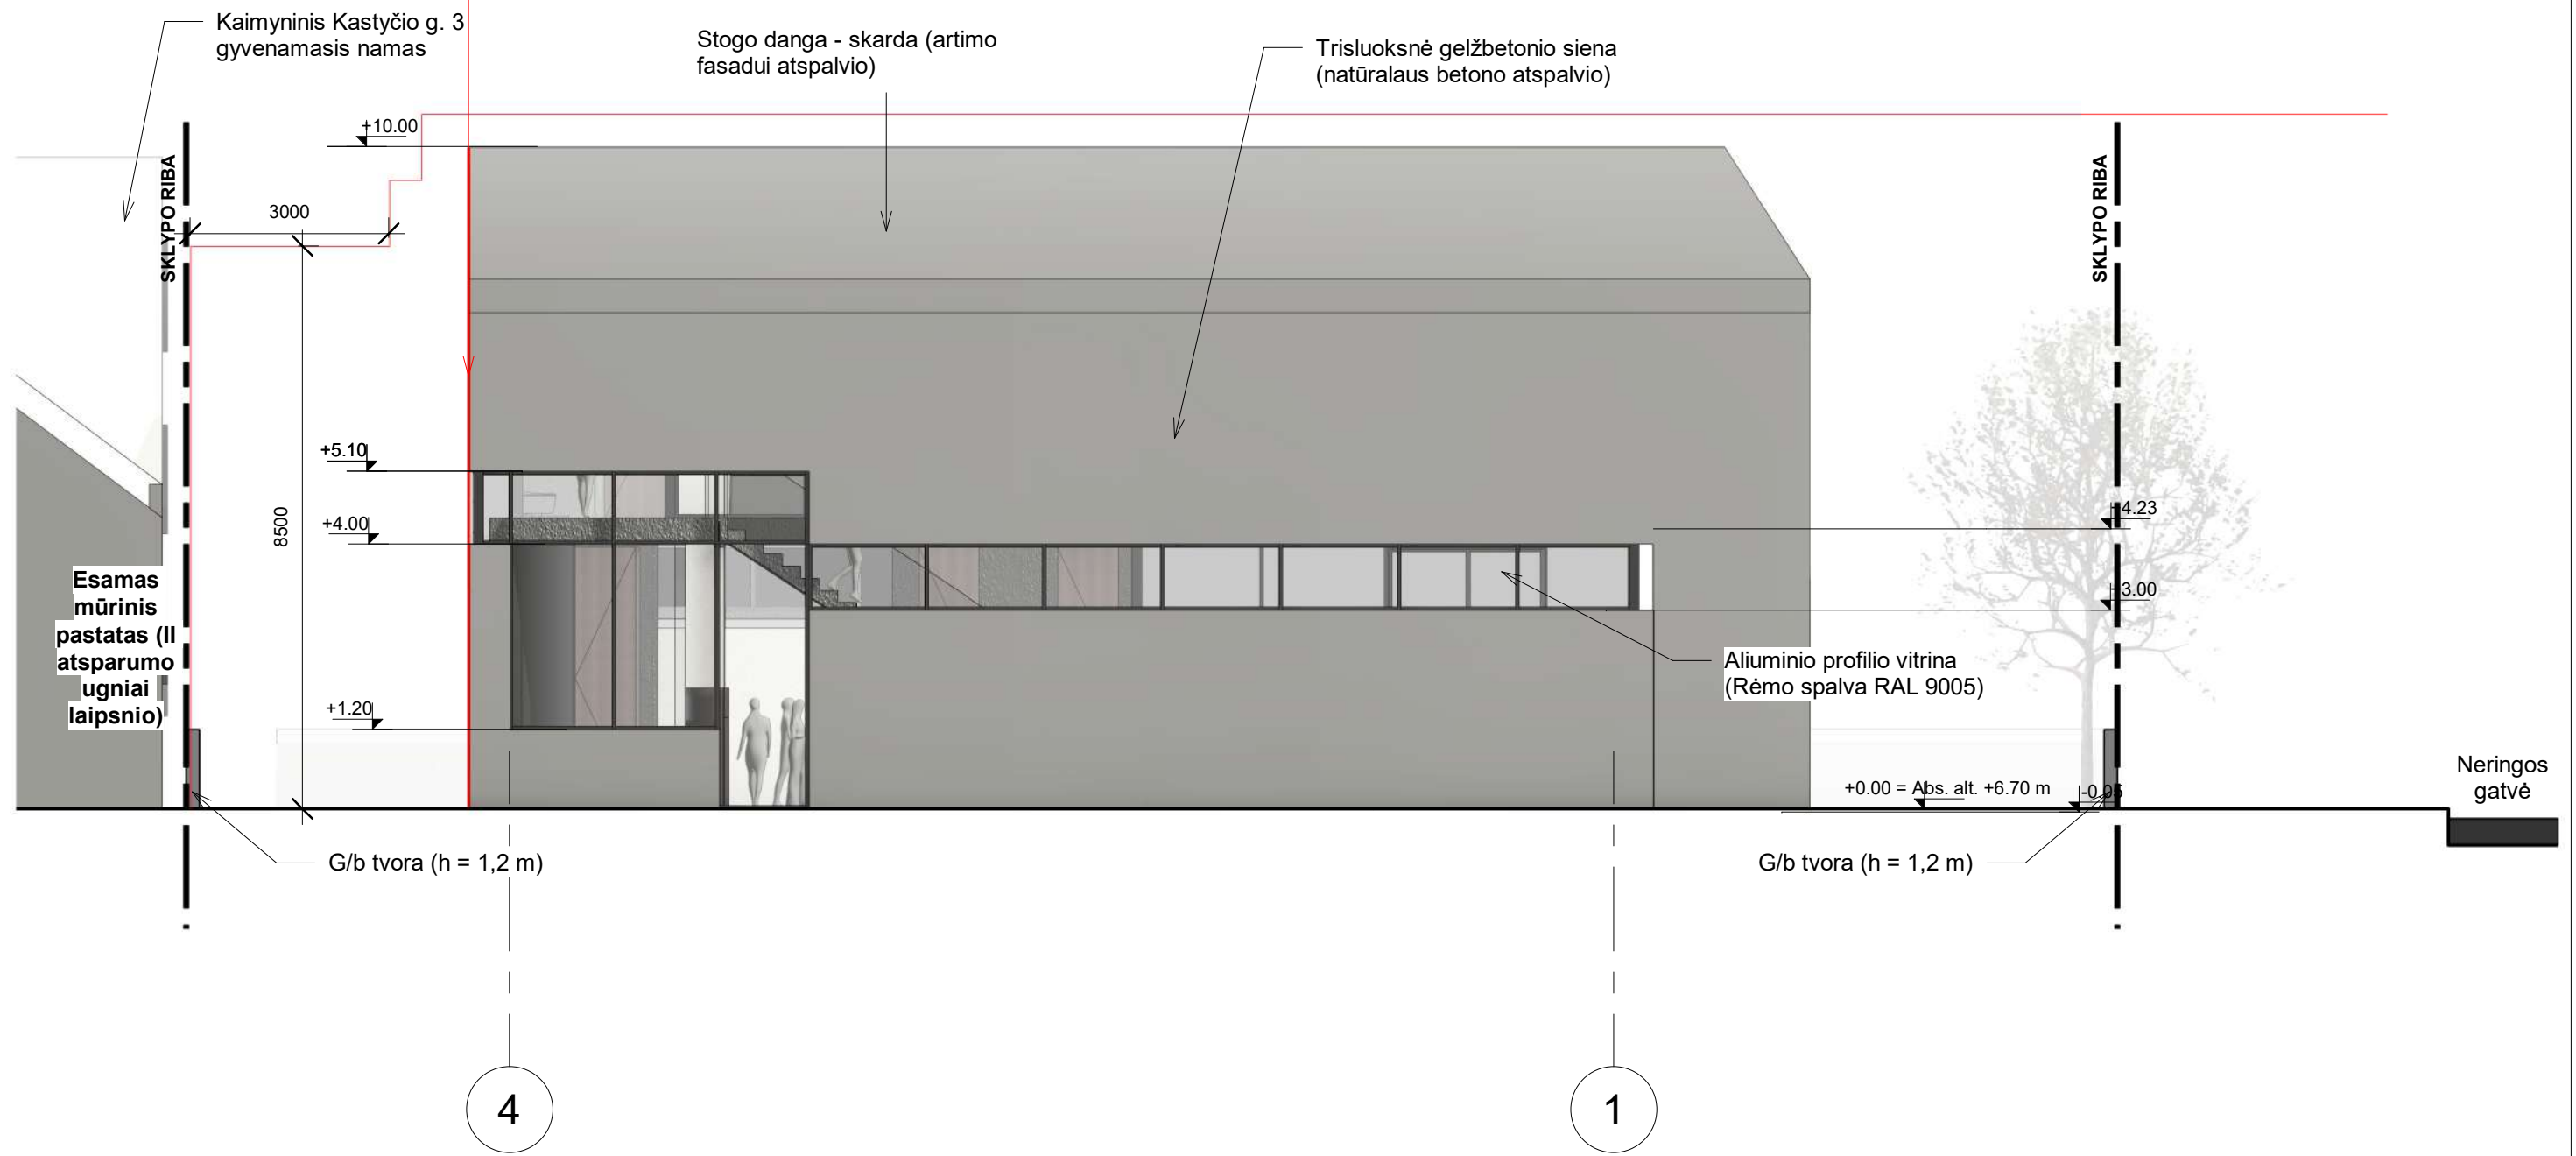 Kaimyninis Kastyčio g. 3
gyvenamasis namas
Stogo danga - skarda (artimo
fasadui atspalvio)
Trisluoksnė gelžbetonio siena
(natūralaus betono atspalvio)
+10.00
SKLYPO RIBA
SKLYPO RIBA
3000
8500
+5.10
+4.00
+1.20
4.23
3.00
Esamas
mūrinis
pastatas (II
atsparumo
ugniai
laipsnio)
Aliuminio profilio vitrina
(Rėmo spalva RAL 9005)
+0.00 = Abs. alt. +6.70 m
-0.05
Neringos
gatvė
G/b tvora (h = 1,2 m)
G/b tvora (h = 1,2 m)
4
1